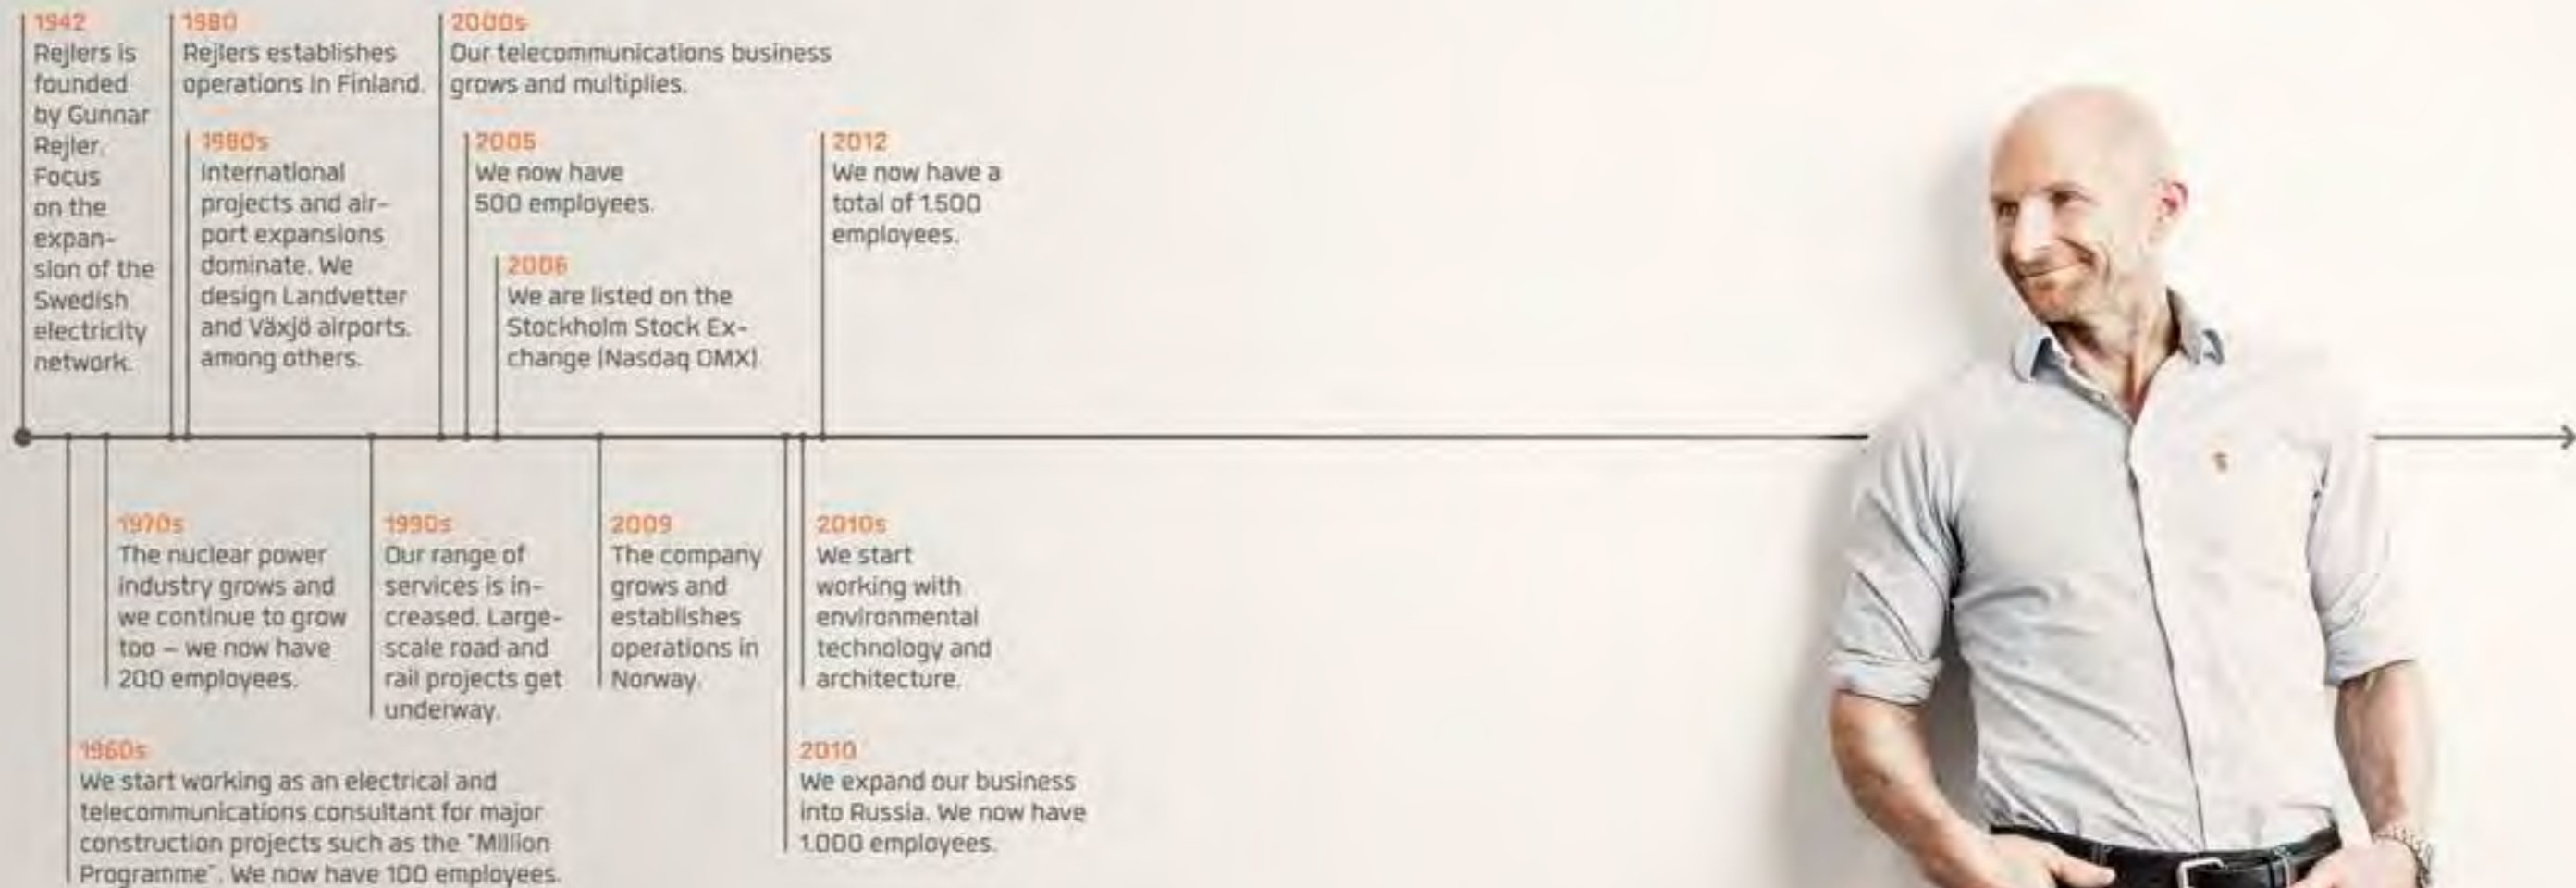 1942
Rejlers is
founded
by Gunnar
Rejler.
Focus
on the
expan-
sion of the
Swedish
electricity
network.
1980
Rejlers establishes
operations in Finland.
1980s
International
projects and air-
port expansions
dominate. We
design Landvetter
and Växjö airports,
among others.
2000s
Our telecommunications business
grows and multiplies.
2005
We now have
500 employees.
2006
We are listed on the
Stockholm Stock Ex-
change (Nasdaq OMX)
2012
We now have a
total of 1.500
employees.
1970s
The nuclear power
industry grows and
we continue to grow
too – we now have
200 employees.
1990s
Our range of
services is in-
creased. Large-
scale road and
rail projects get
underway.
2009
The company
grows and
establishes
operations in
Norway.
2010s
We start
working with
environmental
technology and
architecture.
1960s
We start working as an electrical and
telecommunications consultant for major
construction projects such as the "Million
Programme". We now have 100 employees.
2010
We expand our business
into Russia. We now have
1.000 employees.